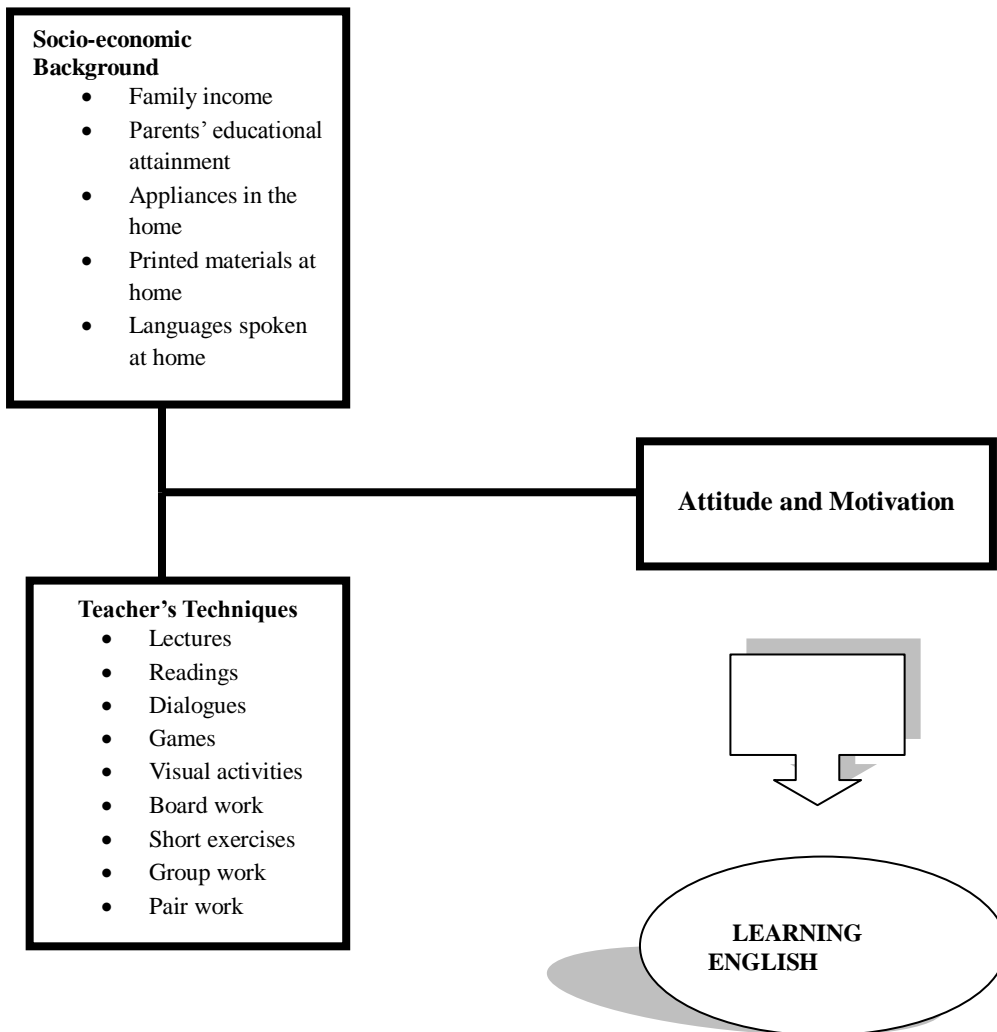 Socio-economic
Background
• Family income
• Parents’ educational
attainment
• Appliances in the
home
• Printed materials at
home
• Languages spoken
at home
Attitude and Motivation
Teacher’s Techniques
• Lectures
• Readings
• Dialogues
• Games
• Visual activities
• Board work
• Short exercises
• Group work
• Pair work
LEARNING
ENGLISH